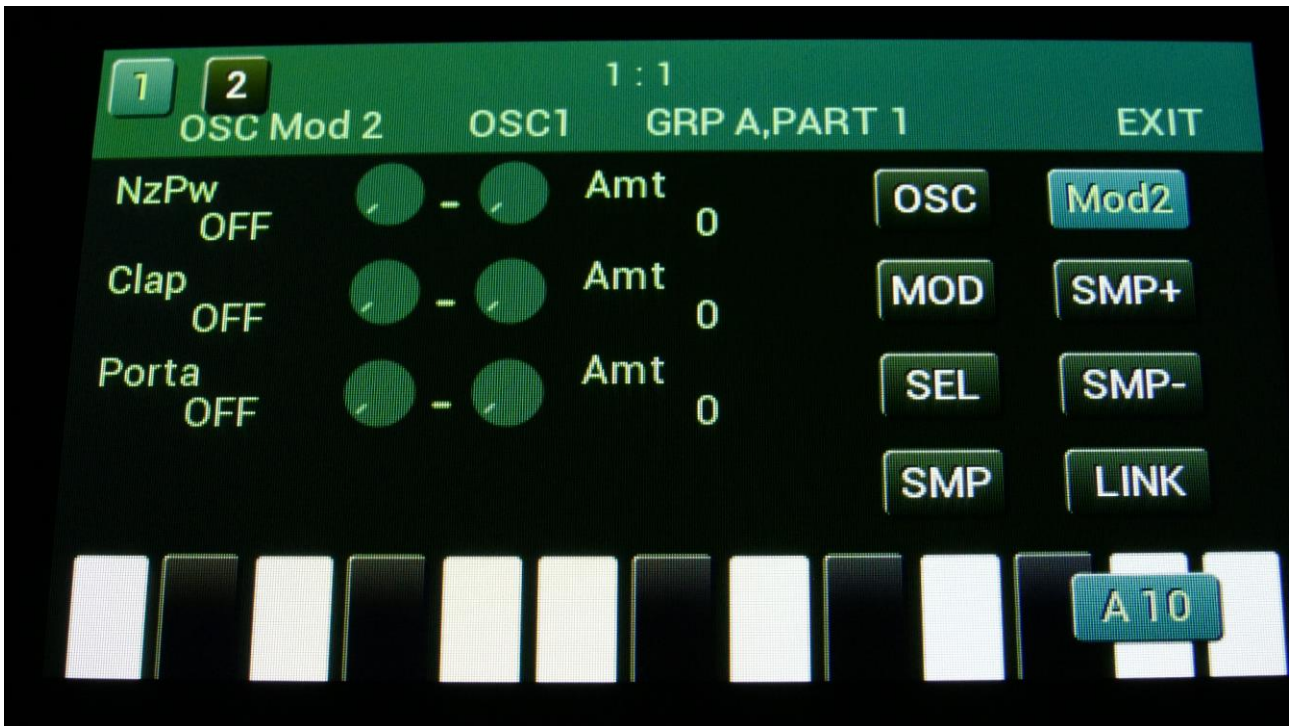 1 2 1 : 1
OSC Mod 2 OSC1 GRP A,PART 1 EXIT
NzPw Amt OSC Mod2
OFF - 0
Clap Amt MOD SMP+
OFF - 0
Porta Amt SEL SMP-
OFF - 0
SMP LINK
A 10